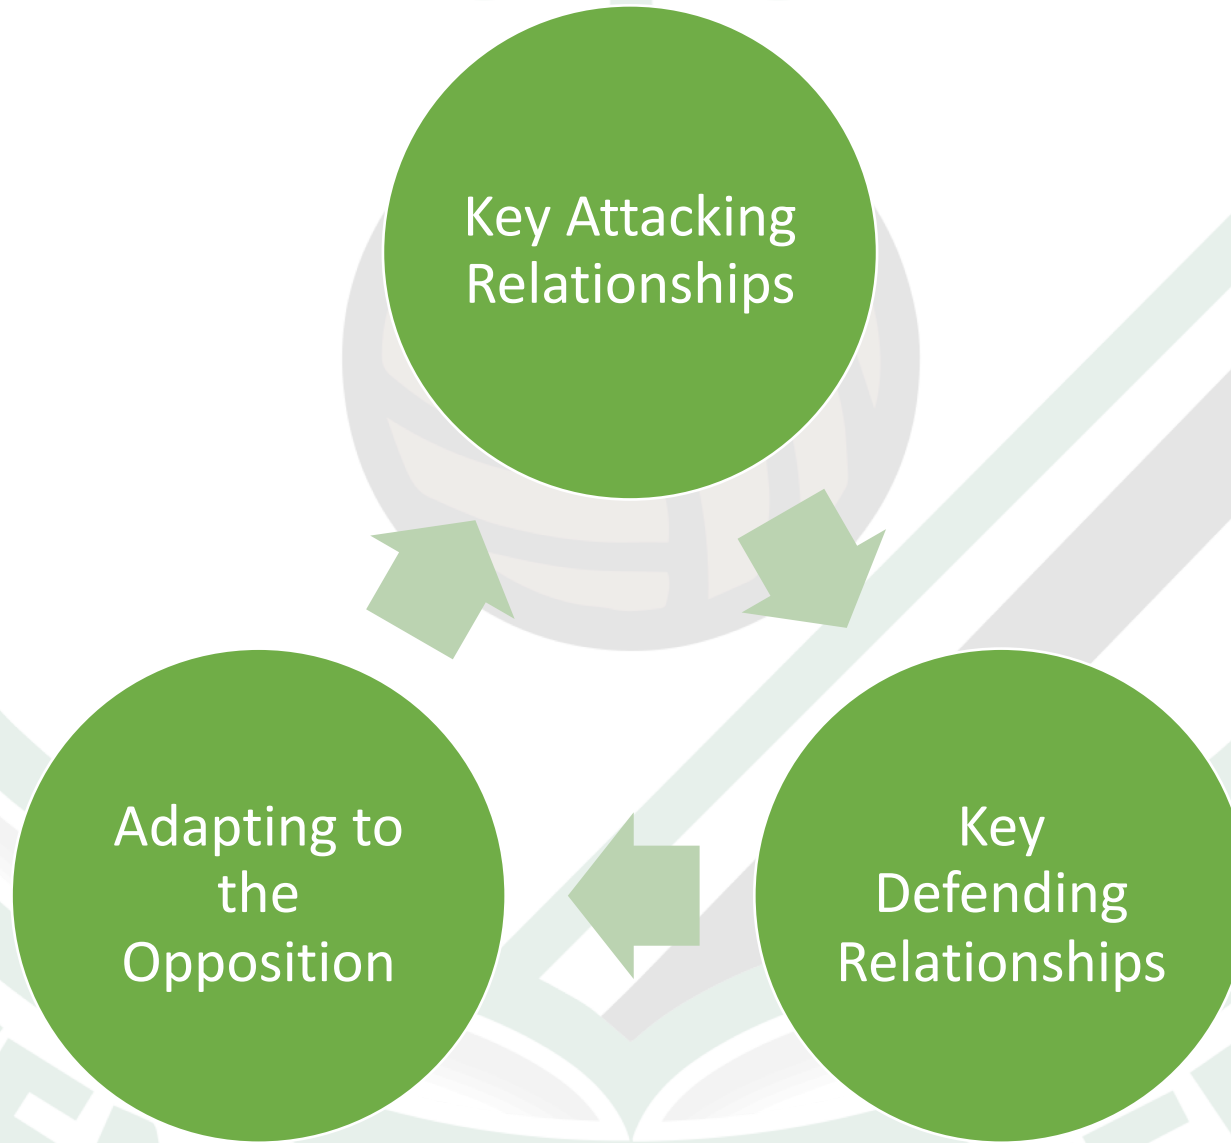 Key Attacking
Relationships
Key
Defending
Relationships
Adapting to
the
Opposition